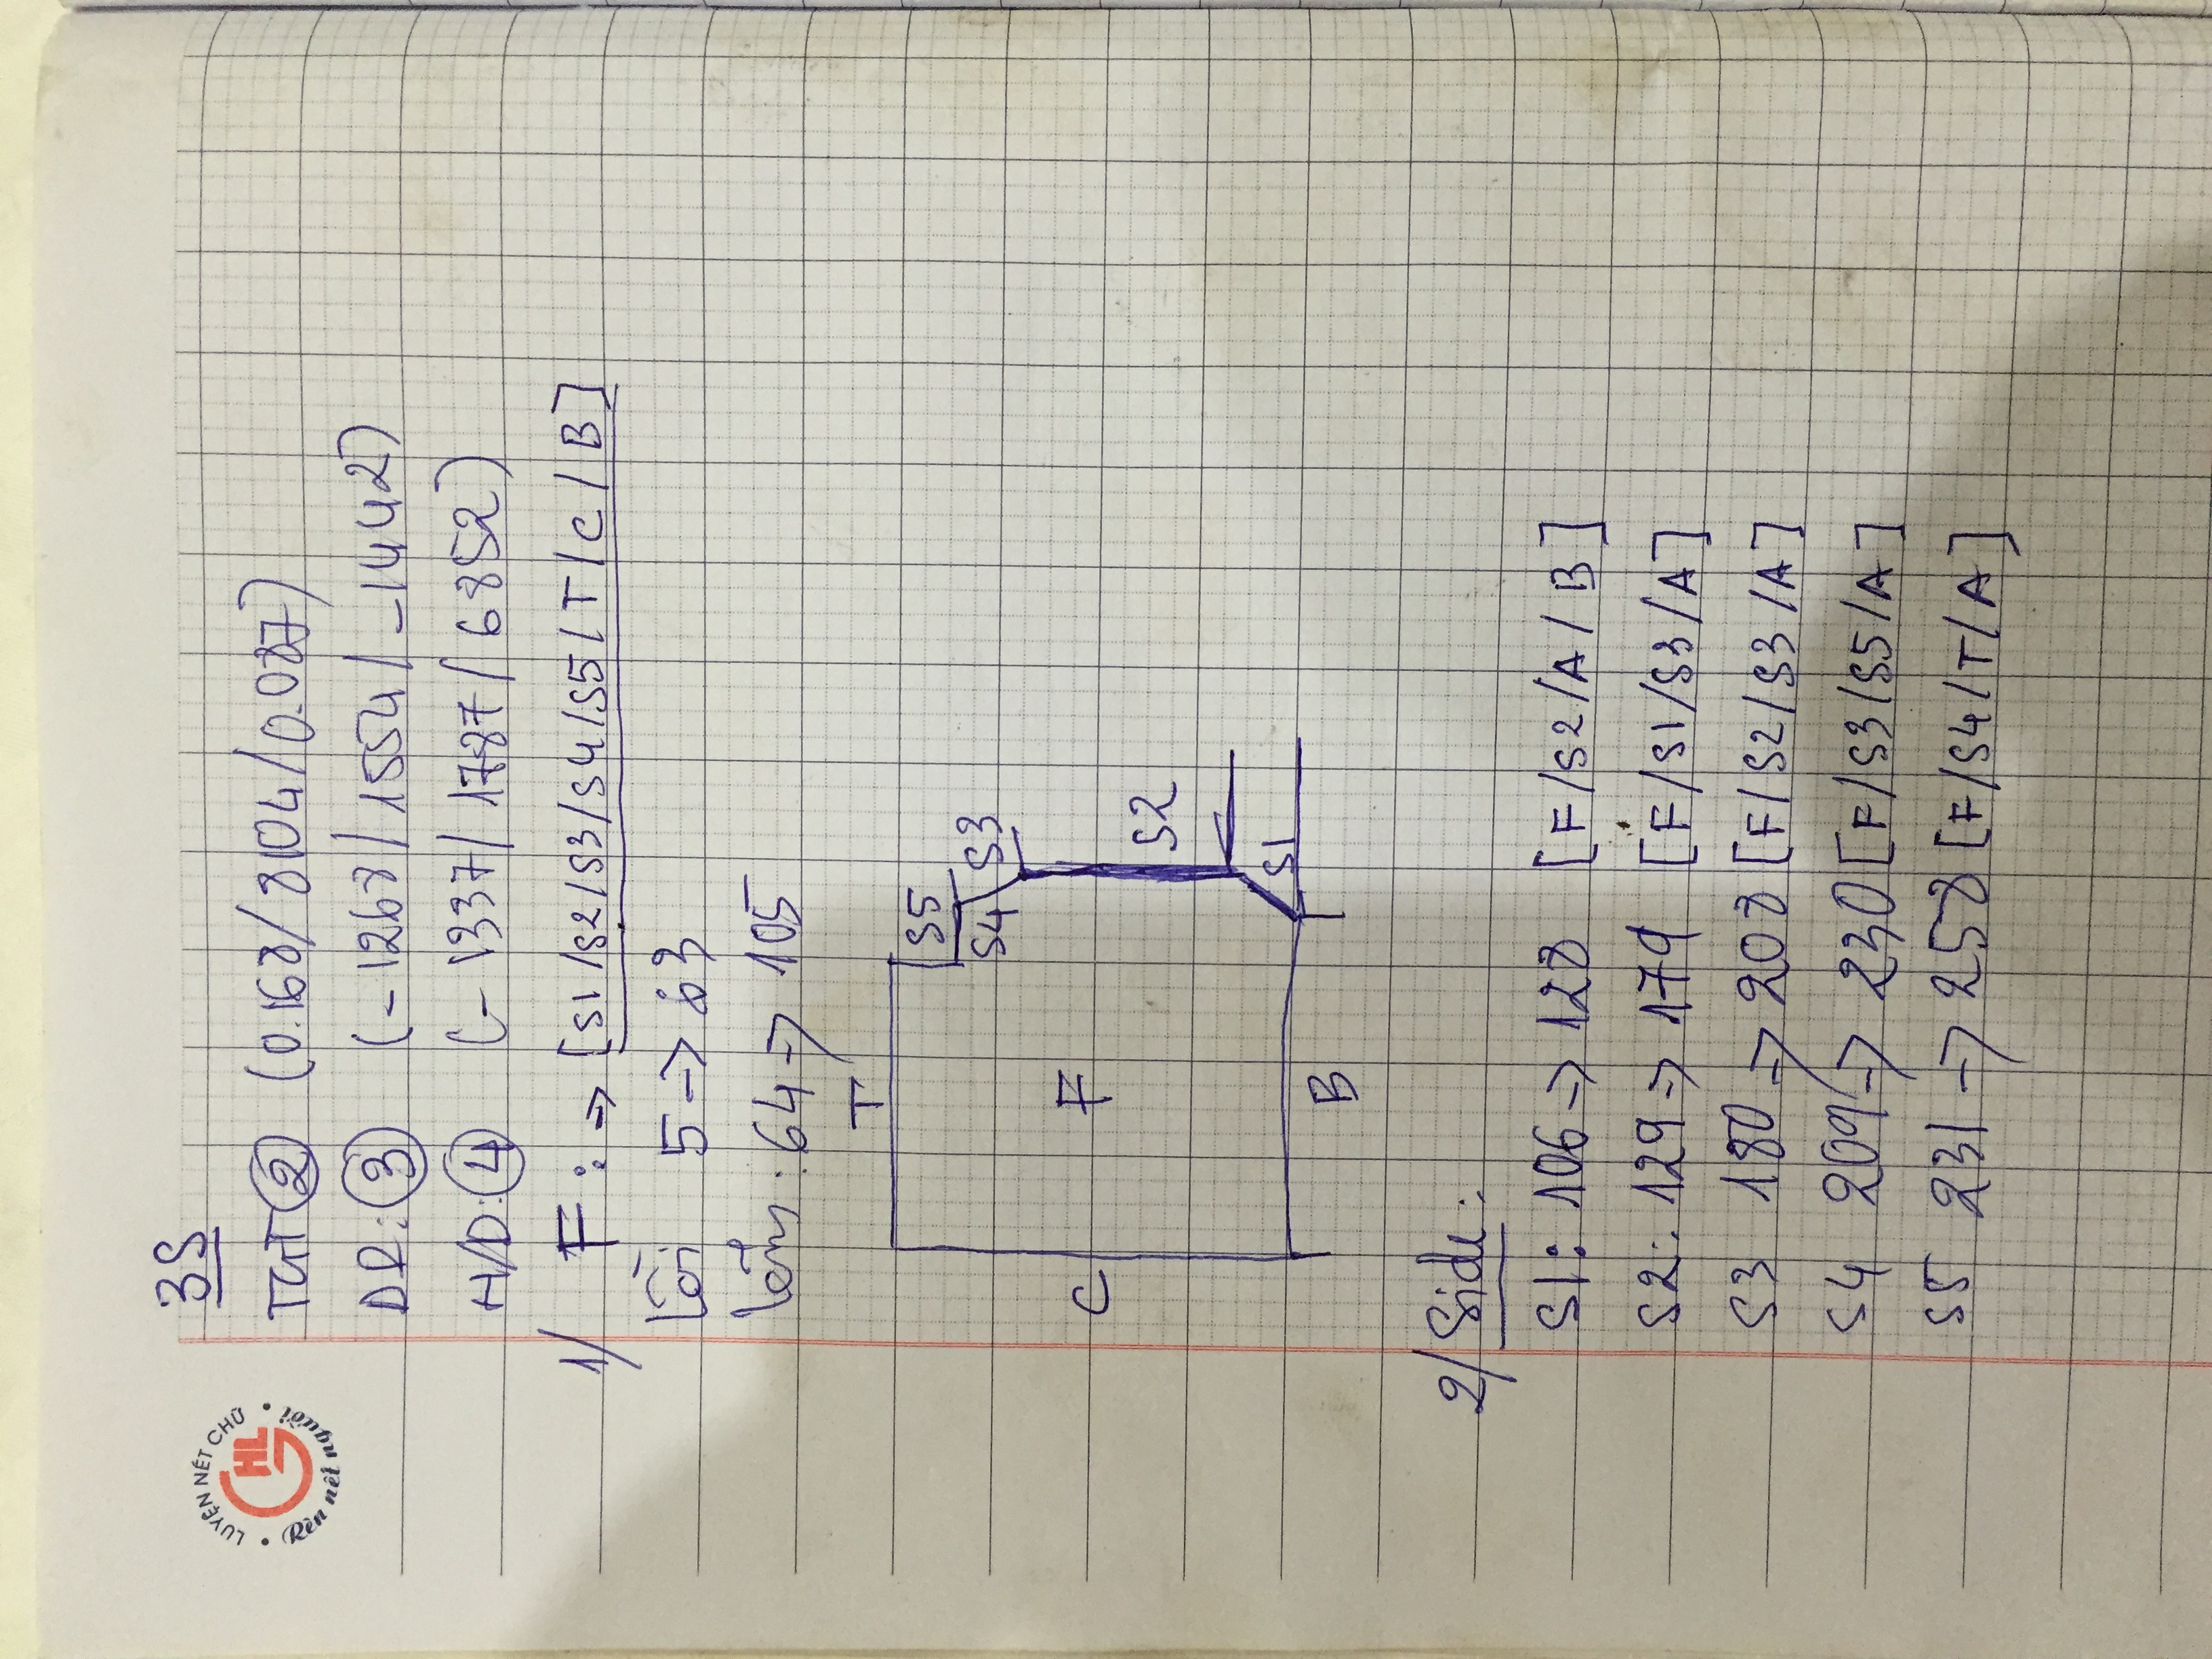 LUYỆN NÉT CHỮ
GHL
Rèn nết người
3S
TGT ② (0.168/8104/0.087)
DR: ③ (-1268/1554/-1442)
H/D: ④ (-1337/1787/6852)
1/ F: -> [S1/S2/S3/S4/S5/T/C/B]
lồi 5 -> 63
lõm: 64 -> 105
T
S5
S4 S3
C F
S2
S1
B
2/ Side:
S1: 106 -> 128 [F/S2/A/B]
S2: 129 -> 179 [F/S1/S3/A]
S3 180 -> 208 [F/S2/S3/A]
S4 209 -> 230 [F/S3/S5/A]
S5 231 -> 258 [F/S4/T/A]